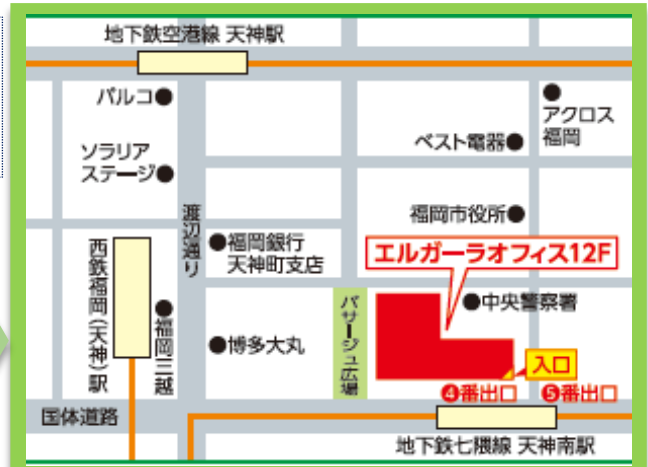 地下鉄空港線 天神駅
パルコ●
●
アクロス
福岡
ベスト電器●
ソラリア
ステージ●
渡辺通り
福岡市役所●
●福岡銀行
天神町支店
エルガーラオフィス12F
西鉄福岡(天神)駅
●福岡三越
●博多大丸
パサージュ広場
●中央警察署
入口
❹番出口
❺番出口
国体道路
地下鉄七隈線 天神南駅